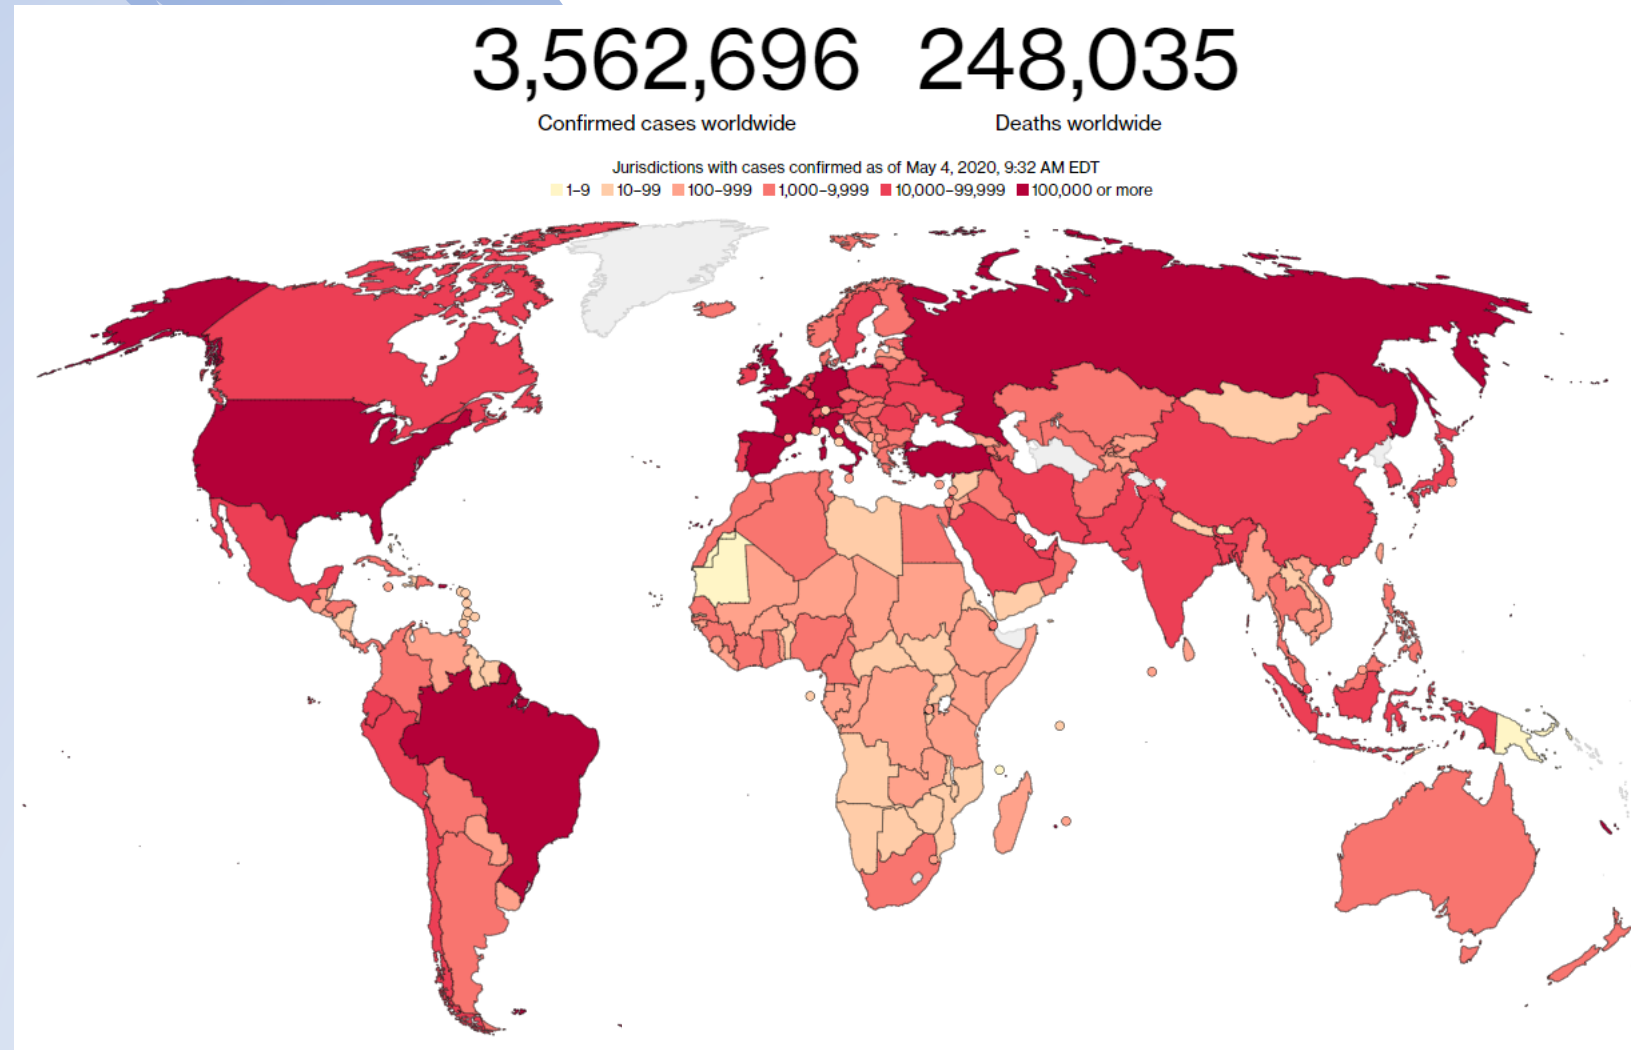 3,562,696 248,035
Confirmed cases worldwide Deaths worldwide
Jurisdictions with cases confirmed as of May 4, 2020, 9:32 AM EDT
1–9 10–99 100–999 1,000–9,999 10,000–99,999 100,000 or more